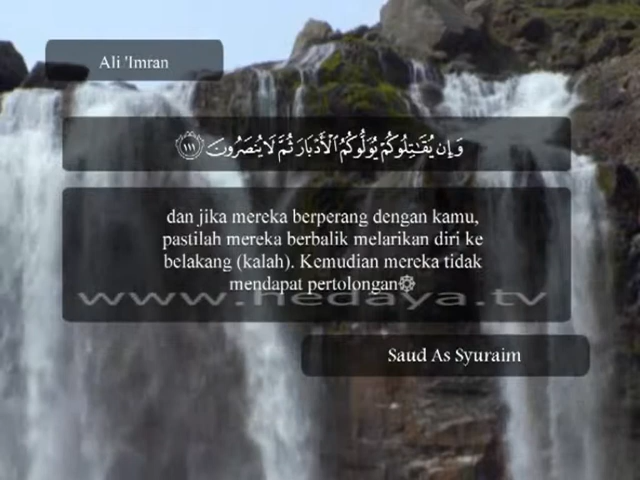 Ali 'Imran
وَإِن يُقَٰتِلُوكُمْ يُوَلُّوكُمُ ٱلْأَدْبَارَ ثُمَّ لَا يُنصَرُونَ ١١١
dan jika mereka berperang dengan kamu,
pastilah mereka berbalik melarikan diri ke
belakang (kalah). Kemudian mereka tidak
mendapat pertolongan۞
www.hedaya.tv
Saud As Syuraim